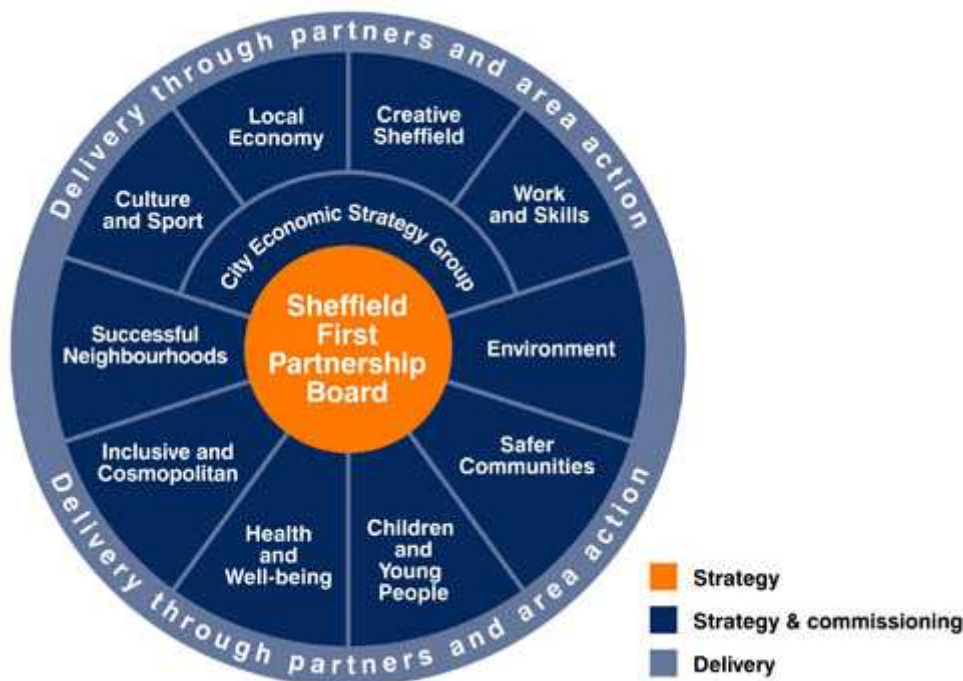 Delivery through partners and area action
Local
Economy
Creative
Sheffield
Culture
and Sport
Work
and Skills
City Economic Strategy Group
Sheffield
First
Partnership
Board
Successful
Neighbourhoods
Environment
Inclusive and
Cosmopolitan
Safer
Communities
Health
and
Well-being
Children
and
Young
People
Delivery through partners and area action
Strategy
Strategy & commissioning
Delivery